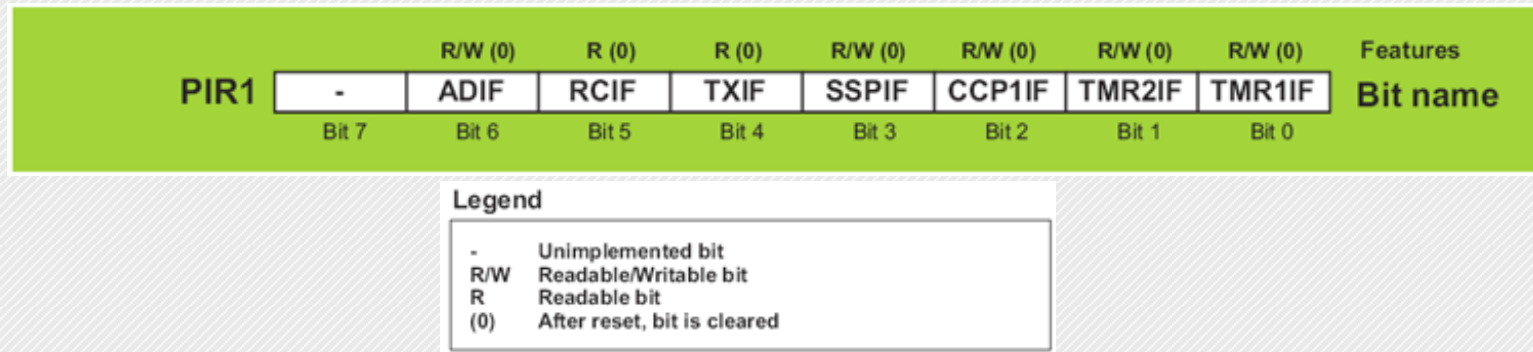 R/W (0) R (0) R (0) R/W (0) R/W (0) R/W (0) R/W (0) Features
PIR1 - ADIF RCIF TXIF SSPIF CCP1IF TMR2IF TMR1IF Bit name
Bit 7 Bit 6 Bit 5 Bit 4 Bit 3 Bit 2 Bit 1 Bit 0
Legend
- Unimplemented bit
R/W Readable/Writable bit
R Readable bit
(0) After reset, bit is cleared